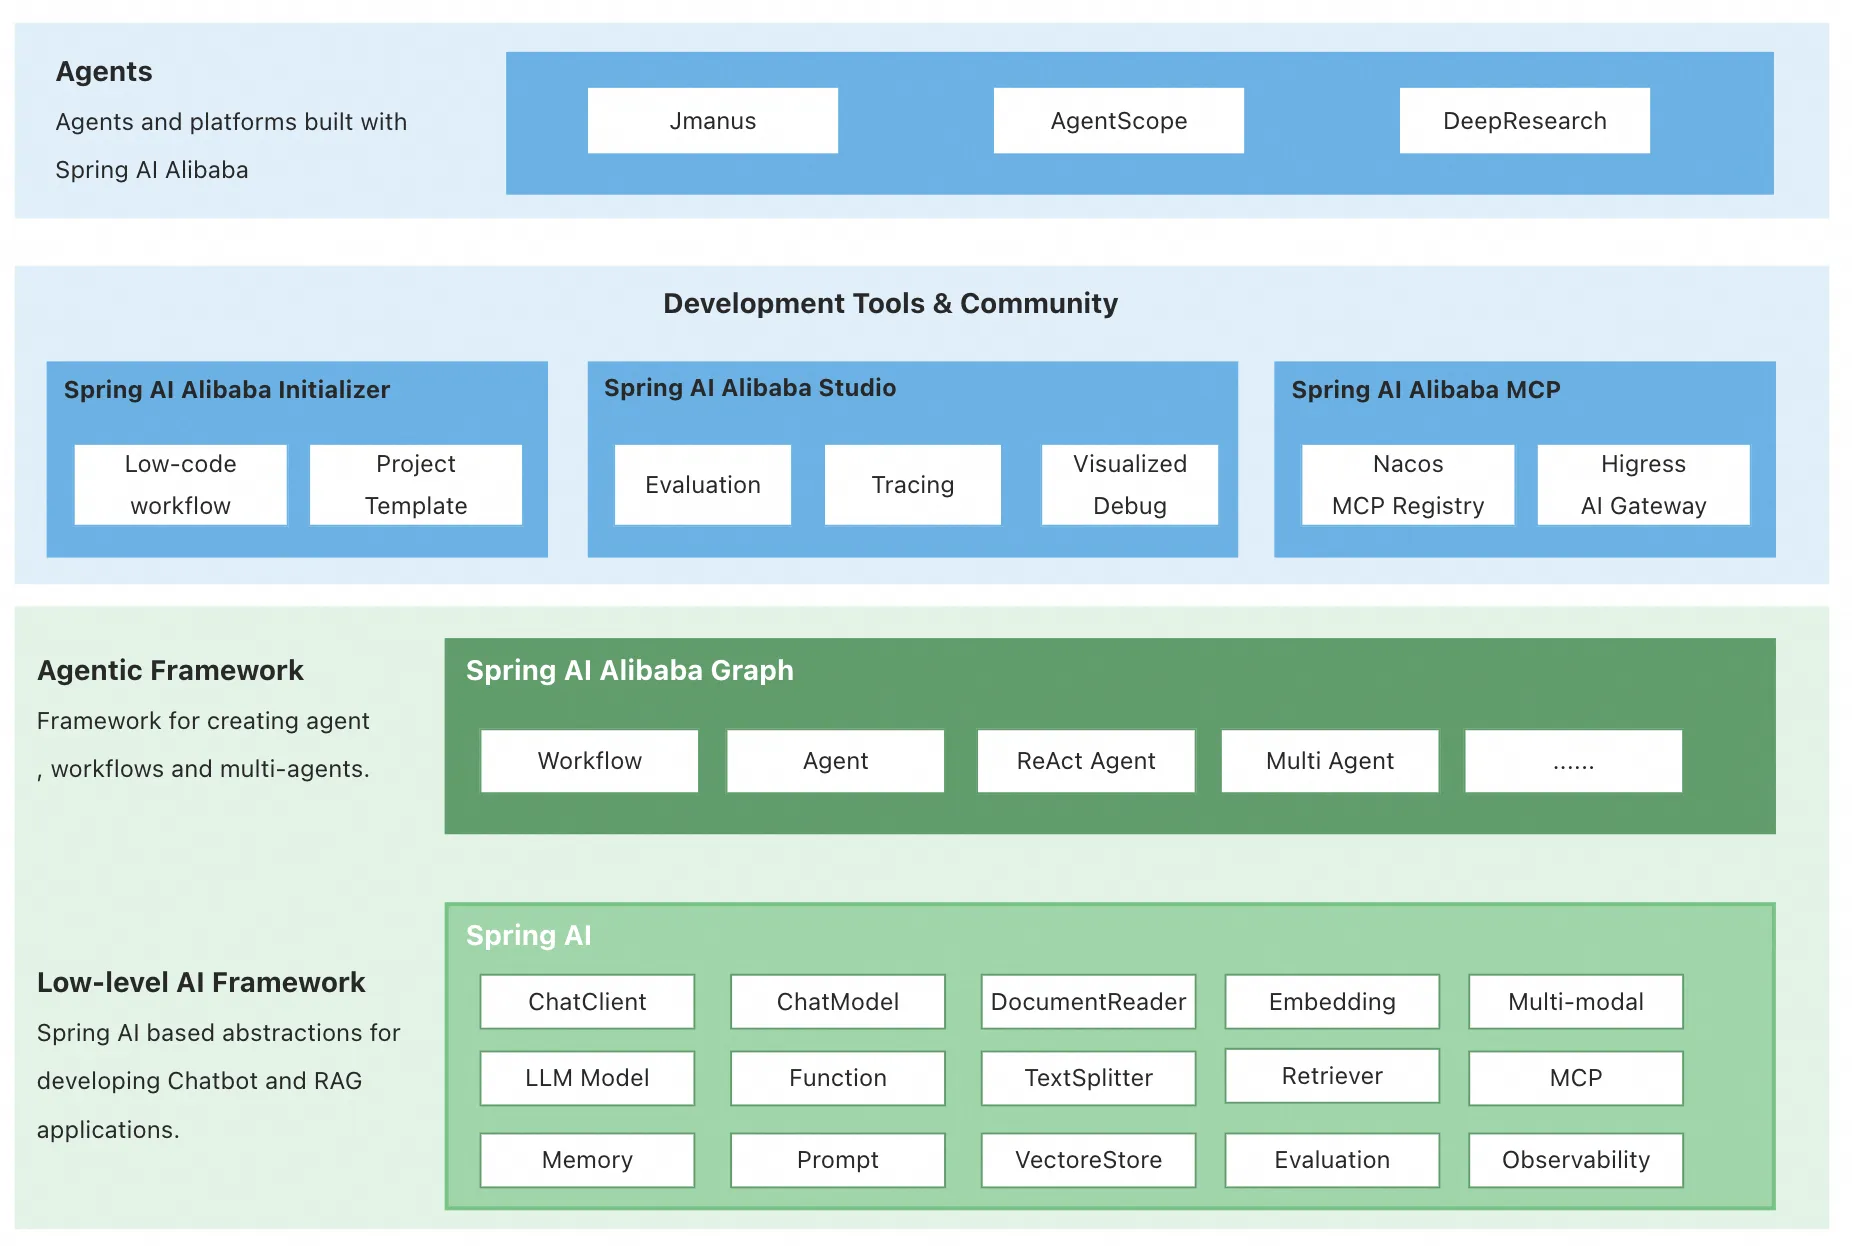 Agents
Agents and platforms built with
Spring AI Alibaba
Jmanus
AgentScope
DeepResearch
Development Tools & Community
Spring AI Alibaba Initializer
Low-code
workflow
Project
Template
Spring AI Alibaba Studio
Evaluation
Tracing
Visualized
Debug
Spring AI Alibaba MCP
Nacos
MCP Registry
Higress
AI Gateway
Agentic Framework
Framework for creating agent
, workflows and multi-agents.
Spring AI Alibaba Graph
Workflow
Agent
ReAct Agent
Multi Agent
......
Low-level AI Framework
Spring AI based abstractions for
developing Chatbot and RAG
applications.
Spring AI
ChatClient
ChatModel
DocumentReader
Embedding
Multi-modal
LLM Model
Function
TextSplitter
Retriever
MCP
Memory
Prompt
VectoreStore
Evaluation
Observability